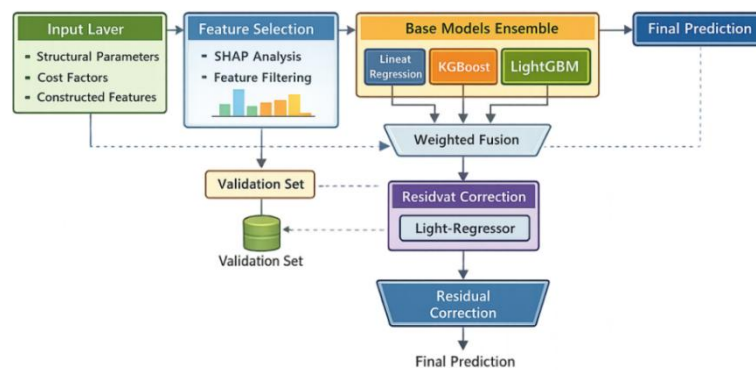 Input Laver
Structural Parameters
Cost Factors
Constructed Features
Feature Selection
SHAP Analysis
Feature Filtering
Base Models Ensemble
Lineat
Regression
KGBoost
LightGBM
Final Prediction
Weighted Fusion
Validation Set
Residvat Correction
Light-Regressor
Validation Set
Residual
Correction
Final Prediction